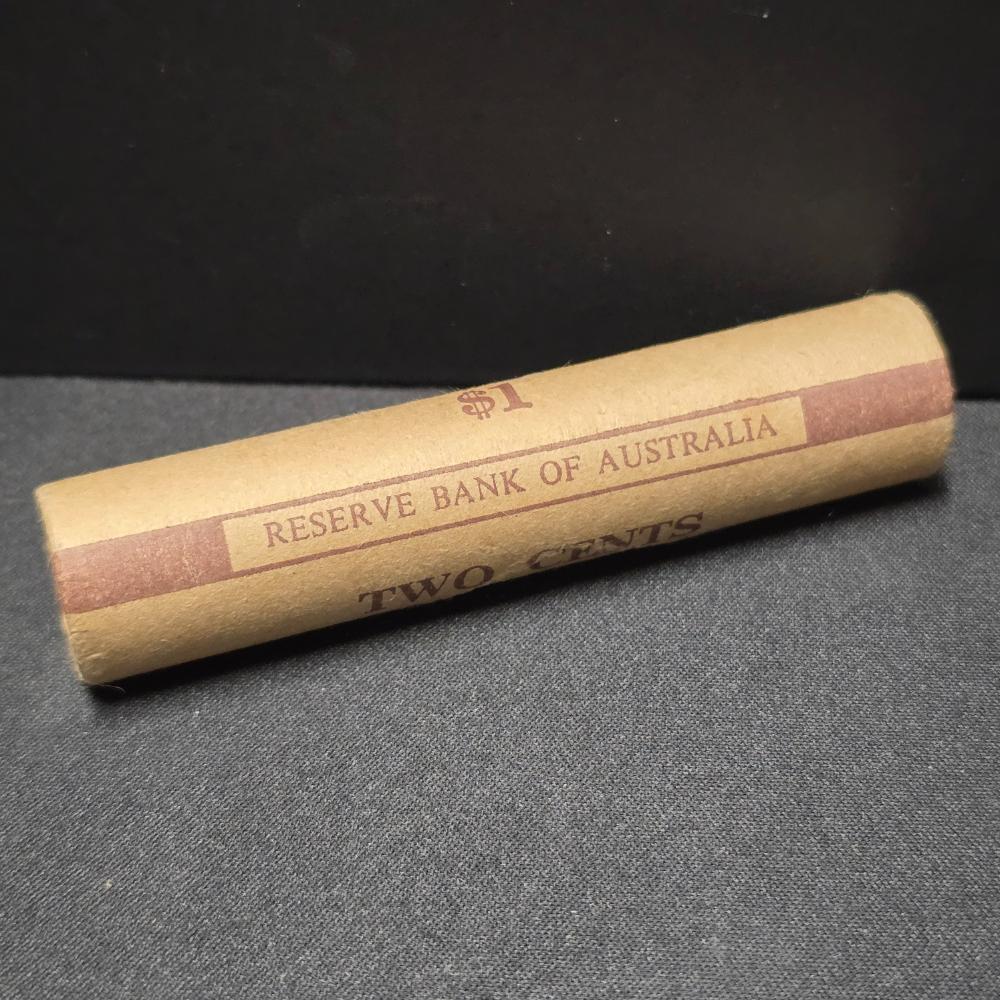 $1
RESERVE BANK OF AUSTRALIA
TWO CENTS